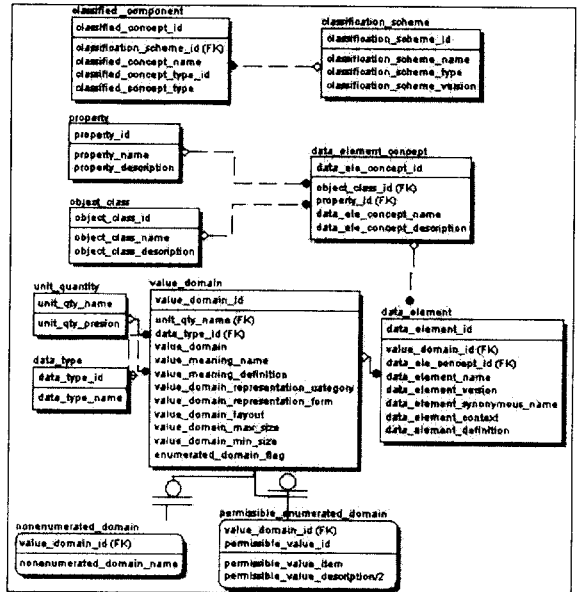 classified_component
classified_concept_id
classification_scheme_id (FK)
classified_concept_name
classified_concept_type_id
classified_concept_type
classification_scheme
classification_scheme_id
classification_scheme_name
classification_scheme_type
classification_scheme_version
property
property_id
property_name
property_description
data_element_concept
data_ele_concept_id
object_class_id (FK)
property_id (FK)
data_ele_concept_name
data_ele_concept_description
object_class
object_class_id
object_class_name
object_class_description
unit_quantity
unit_qty_name
unit_qty_presion
data_type
data_type_id
data_type_name
value_domain
value_domain_id
unit_qty_name (FK)
data_type_id (FK)
value_domain
value_meaning_name
value_meaning_definition
value_domain_representation_category
value_domain_representation_form
value_domain_layout
value_domain_max_size
value_domain_min_size
enumerated_domain_flag
data_element
data_element_id
value_domain_id (FK)
data_ele_concept_id (FK)
data_element_name
data_element_version
data_element_synonymous_name
data_element_context
data_element_definition
nonenumerated_domain
value_domain_id (FK)
nonenumerated_domain_name
permissible_enumerated_domain
value_domain_id (FK)
permissible_value_id
permissible_value_item
permissible_value_description/2